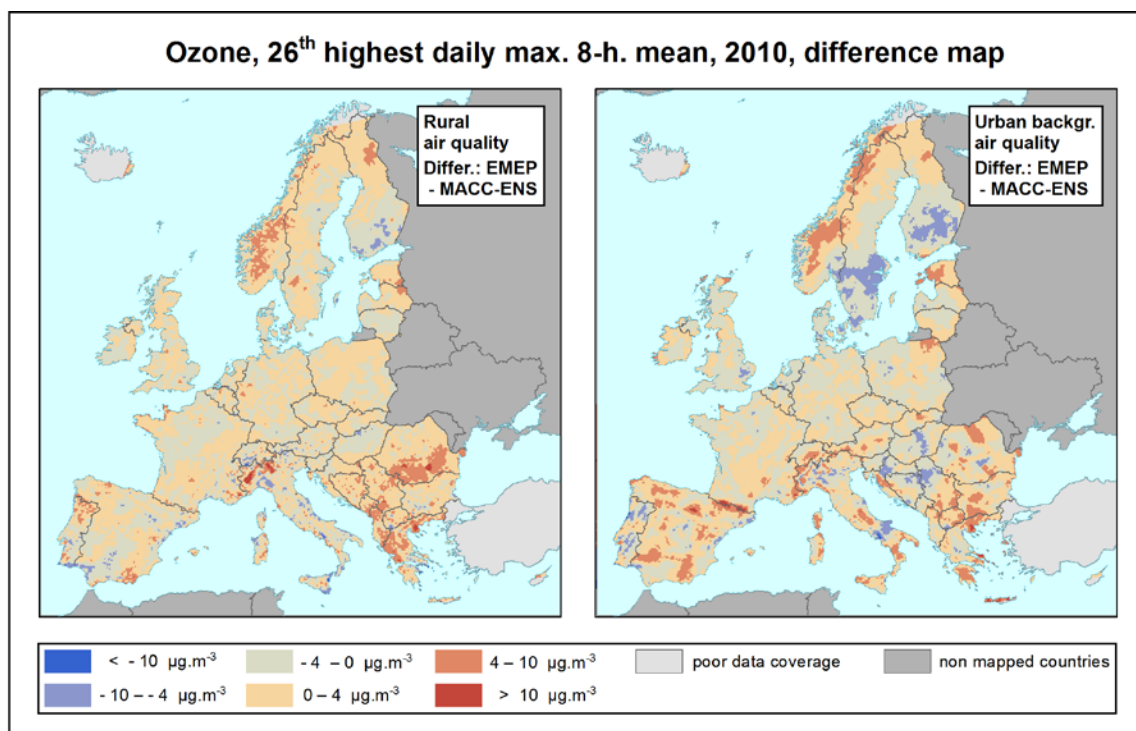 Ozone, 26th highest daily max. 8-h. mean, 2010, difference map
Rural
air quality
Differ.: EMEP
- MACC-ENS
Urban backgr.
air quality
Differ.: EMEP
- MACC-ENS
< - 10 µg.m-3
- 4 – 0 µg.m-3
4 – 10 µg.m-3
poor data coverage
non mapped countries
- 10 – - 4 µg.m-3
0 – 4 µg.m-3
> 10 µg.m-3